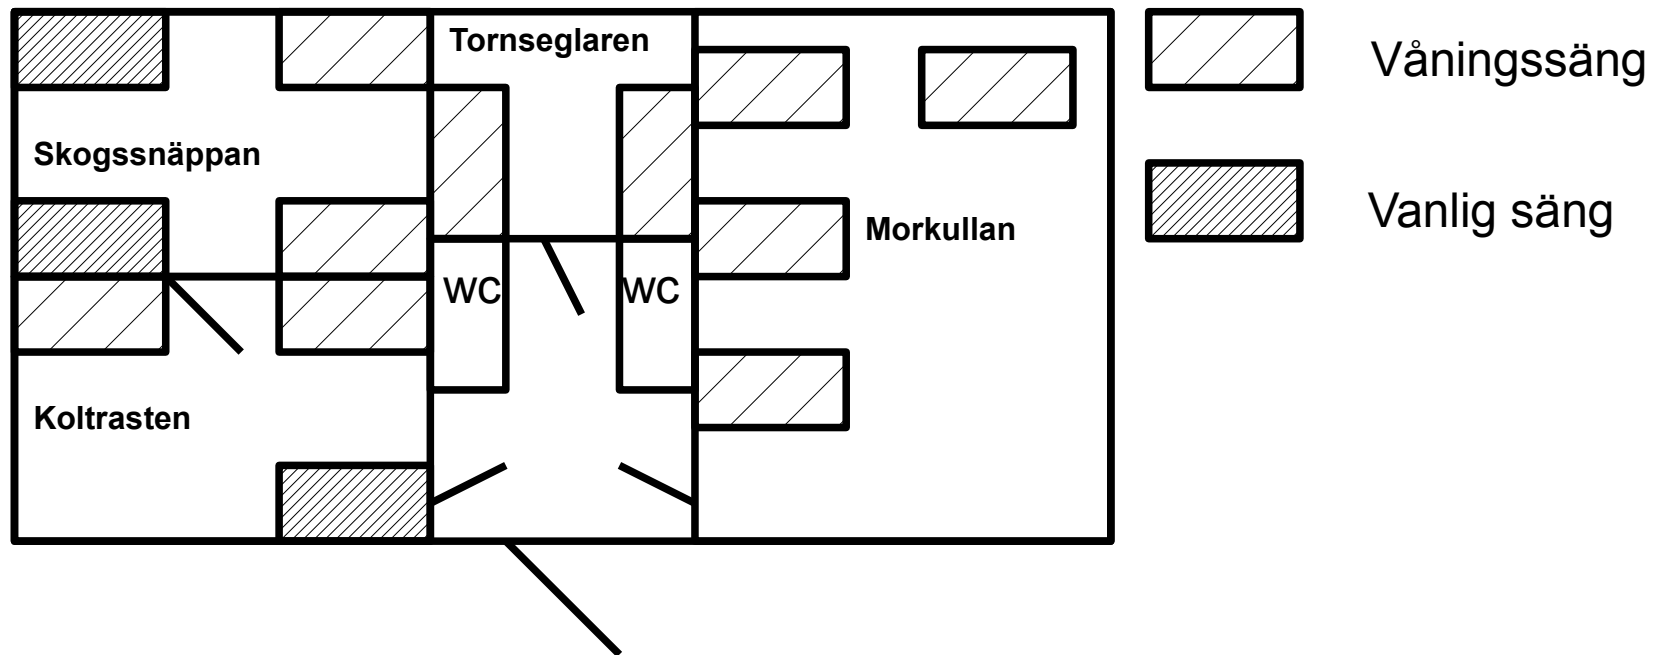 Tornseglaren
Våningssäng
Skogssnäppan
Vanlig säng
Morkullan
WC
WC
Koltrasten